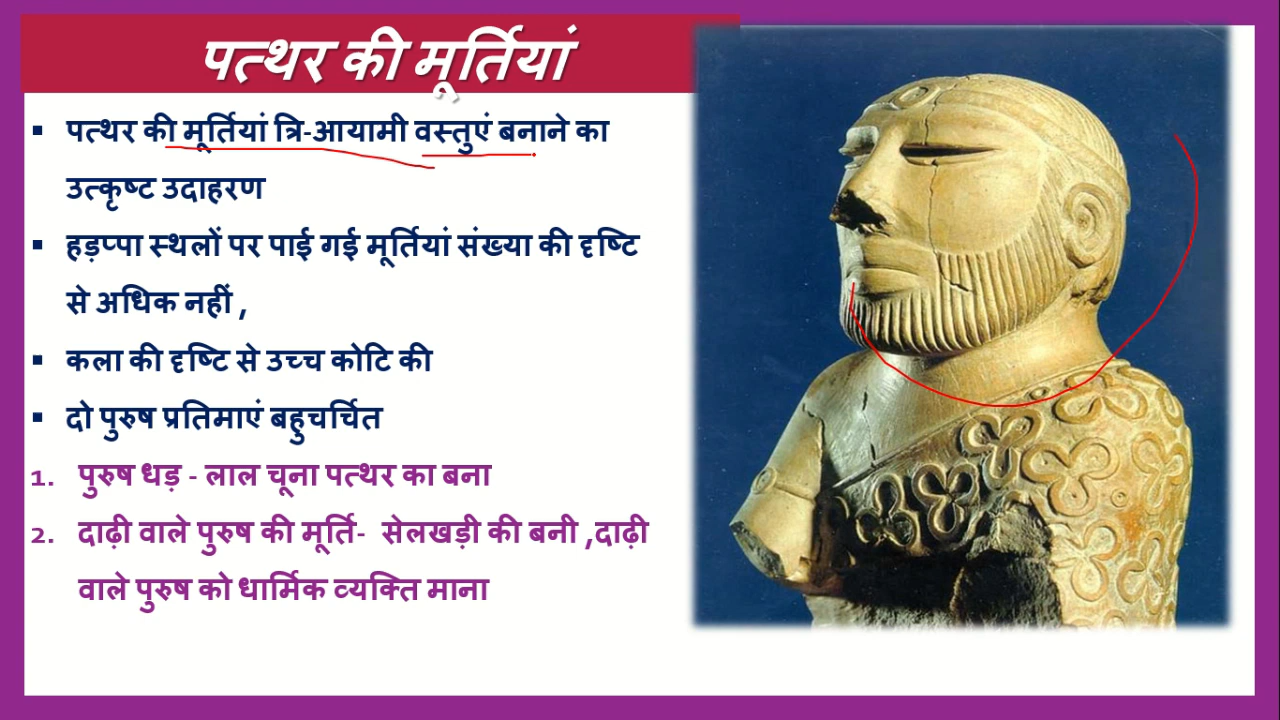 पत्थर की मूर्तियां
▪ पत्थर की मूर्तियां त्रि-आयामी वस्तुएं बनाने का
उत्कृष्ट उदाहरण
▪ हड़प्पा स्थलों पर पाई गई मूर्तियां संख्या की दृष्टि
से अधिक नहीं ,
▪ कला की दृष्टि से उच्च कोटि की
▪ दो पुरुष प्रतिमाएं बहुचर्चित
1. पुरुष धड़ - लाल चूना पत्थर का बना
2. दाढ़ी वाले पुरुष की मूर्ति- सेलखड़ी की बनी ,दाढ़ी
वाले पुरुष को धार्मिक व्यक्ति माना